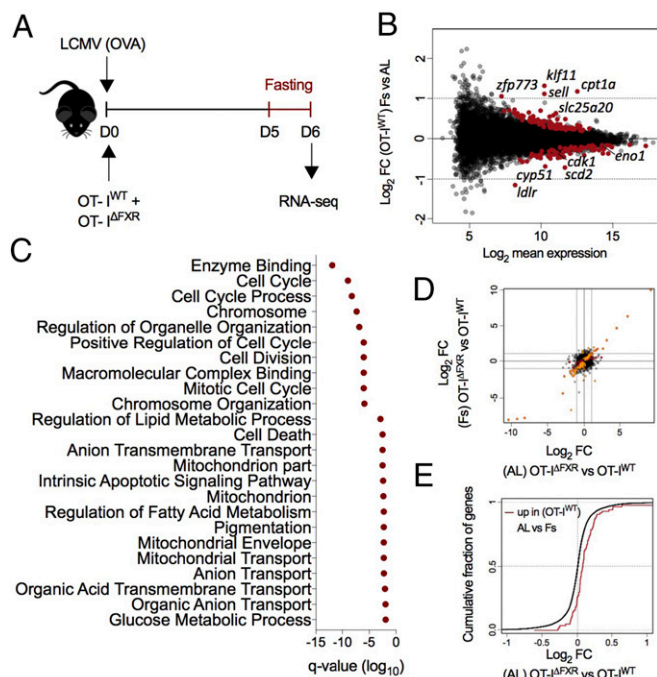 A
LCMV (OVA)
Fasting
D0
D5
D6
OT- I^WT +
OT- I^ΔFXR
RNA-seq
B
Log2 FC (OT-I^WT) Fs vs AL
2
1
0
-1
-2
zfp773
klf11
sell
cpt1a
slc25a20
cdk1
eno1
cyp51
scd2
ldlr
5
10
15
Log2 mean expression
C
Enzyme Binding
Cell Cycle
Cell Cycle Process
Chromosome
Regulation of Organelle Organization
Positive Regulation of Cell Cycle
Cell Division
Macromolecular Complex Binding
Mitotic Cell Cycle
Chromosome Organization
Regulation of Lipid Metabolic Process
Cell Death
Anion Transmembrane Transport
Mitochondrion part
Intrinsic Apoptotic Signaling Pathway
Mitochondrion
Regulation of Fatty Acid Metabolism
Pigmentation
Mitochondrial Envelope
Mitochondrial Transport
Anion Transport
Organic Acid Transmembrane Transport
Organic Anion Transport
Glucose Metabolic Process
-15
-10
-5
0
q-value (log10)
D
Log2 FC
(Fs) OT-I^ΔFXR vs OT-I^WT
10
5
0
-5
-10
-5
0
5
Log2 FC
(AL) OT-I^ΔFXR vs OT-I^WT
E
Cumulative fraction of genes
1.0
0.5
0.0
up in (OT-I^WT)
AL vs Fs
-1
0
1
Log2 FC
(AL) OT-I^ΔFXR vs OT-I^WT